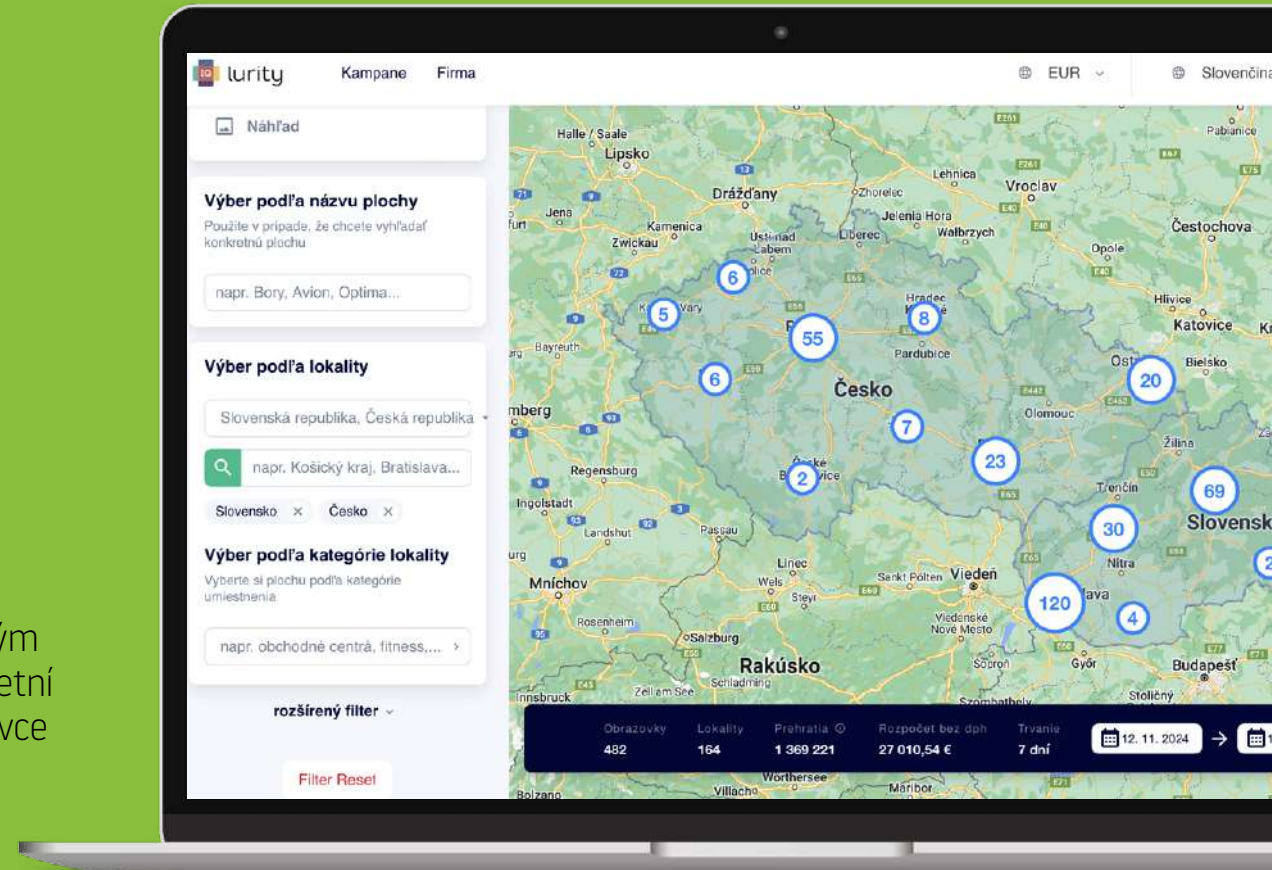 lurity
Kampane
Firma
EUR
Slovenčina
Náhľad
Výber podľa názvu plochy
Použite v prípade, že chcete vyhľadať
konkretnú plochu
napr. Bory, Avion, Optima...
Výber podľa lokality
Slovenská republika, Česká republika
napr. Košický kraj, Bratislava...
Slovensko ×
Česko ×
Výber podľa kategórie lokality
Vyberte si plochu podľa kategórie
umiestnenia
napr. obchodné centrá, fitness,...
rozšírený filter
Filter Reset
ým
etní
vce
Halle / Saale
Lipsko
Pabianice
Lehnica
Drážďany
Zhorelec
Vroclav
Jena
Kamenica
Jelenia Hora
Čestochova
Zwickau
Liberec
Wałbrzych
Opole
6
5
8
55
Hlivice
Katovice
Bayreuth
Pardubice
6
Česko
20
Bielsko
Olomouc
7
Žilina
Regensburg
23
2
Trenčín
69
Ingolstadt
Slovensk
Landshut
Passau
30
Linec
Nitra
Mníchov
Wels
Sankt Pölten
Viedeň
Steyr
120
4
Rosenheim
Viedenské
Nové Mesto
Salzburg
Rakúsko
Šoproň
Győr
Budapešť
Schladming
Innsbruck
Zell am See
Stoličný
Szombathely
Obrazovky
Lokality
Prehratia
Rozpočet bez dph
Trvanie
482
164
1 369 221
27 010,54 €
7 dní
12. 11. 2024
Wörthersee
Villach
Maribor
Bolzano